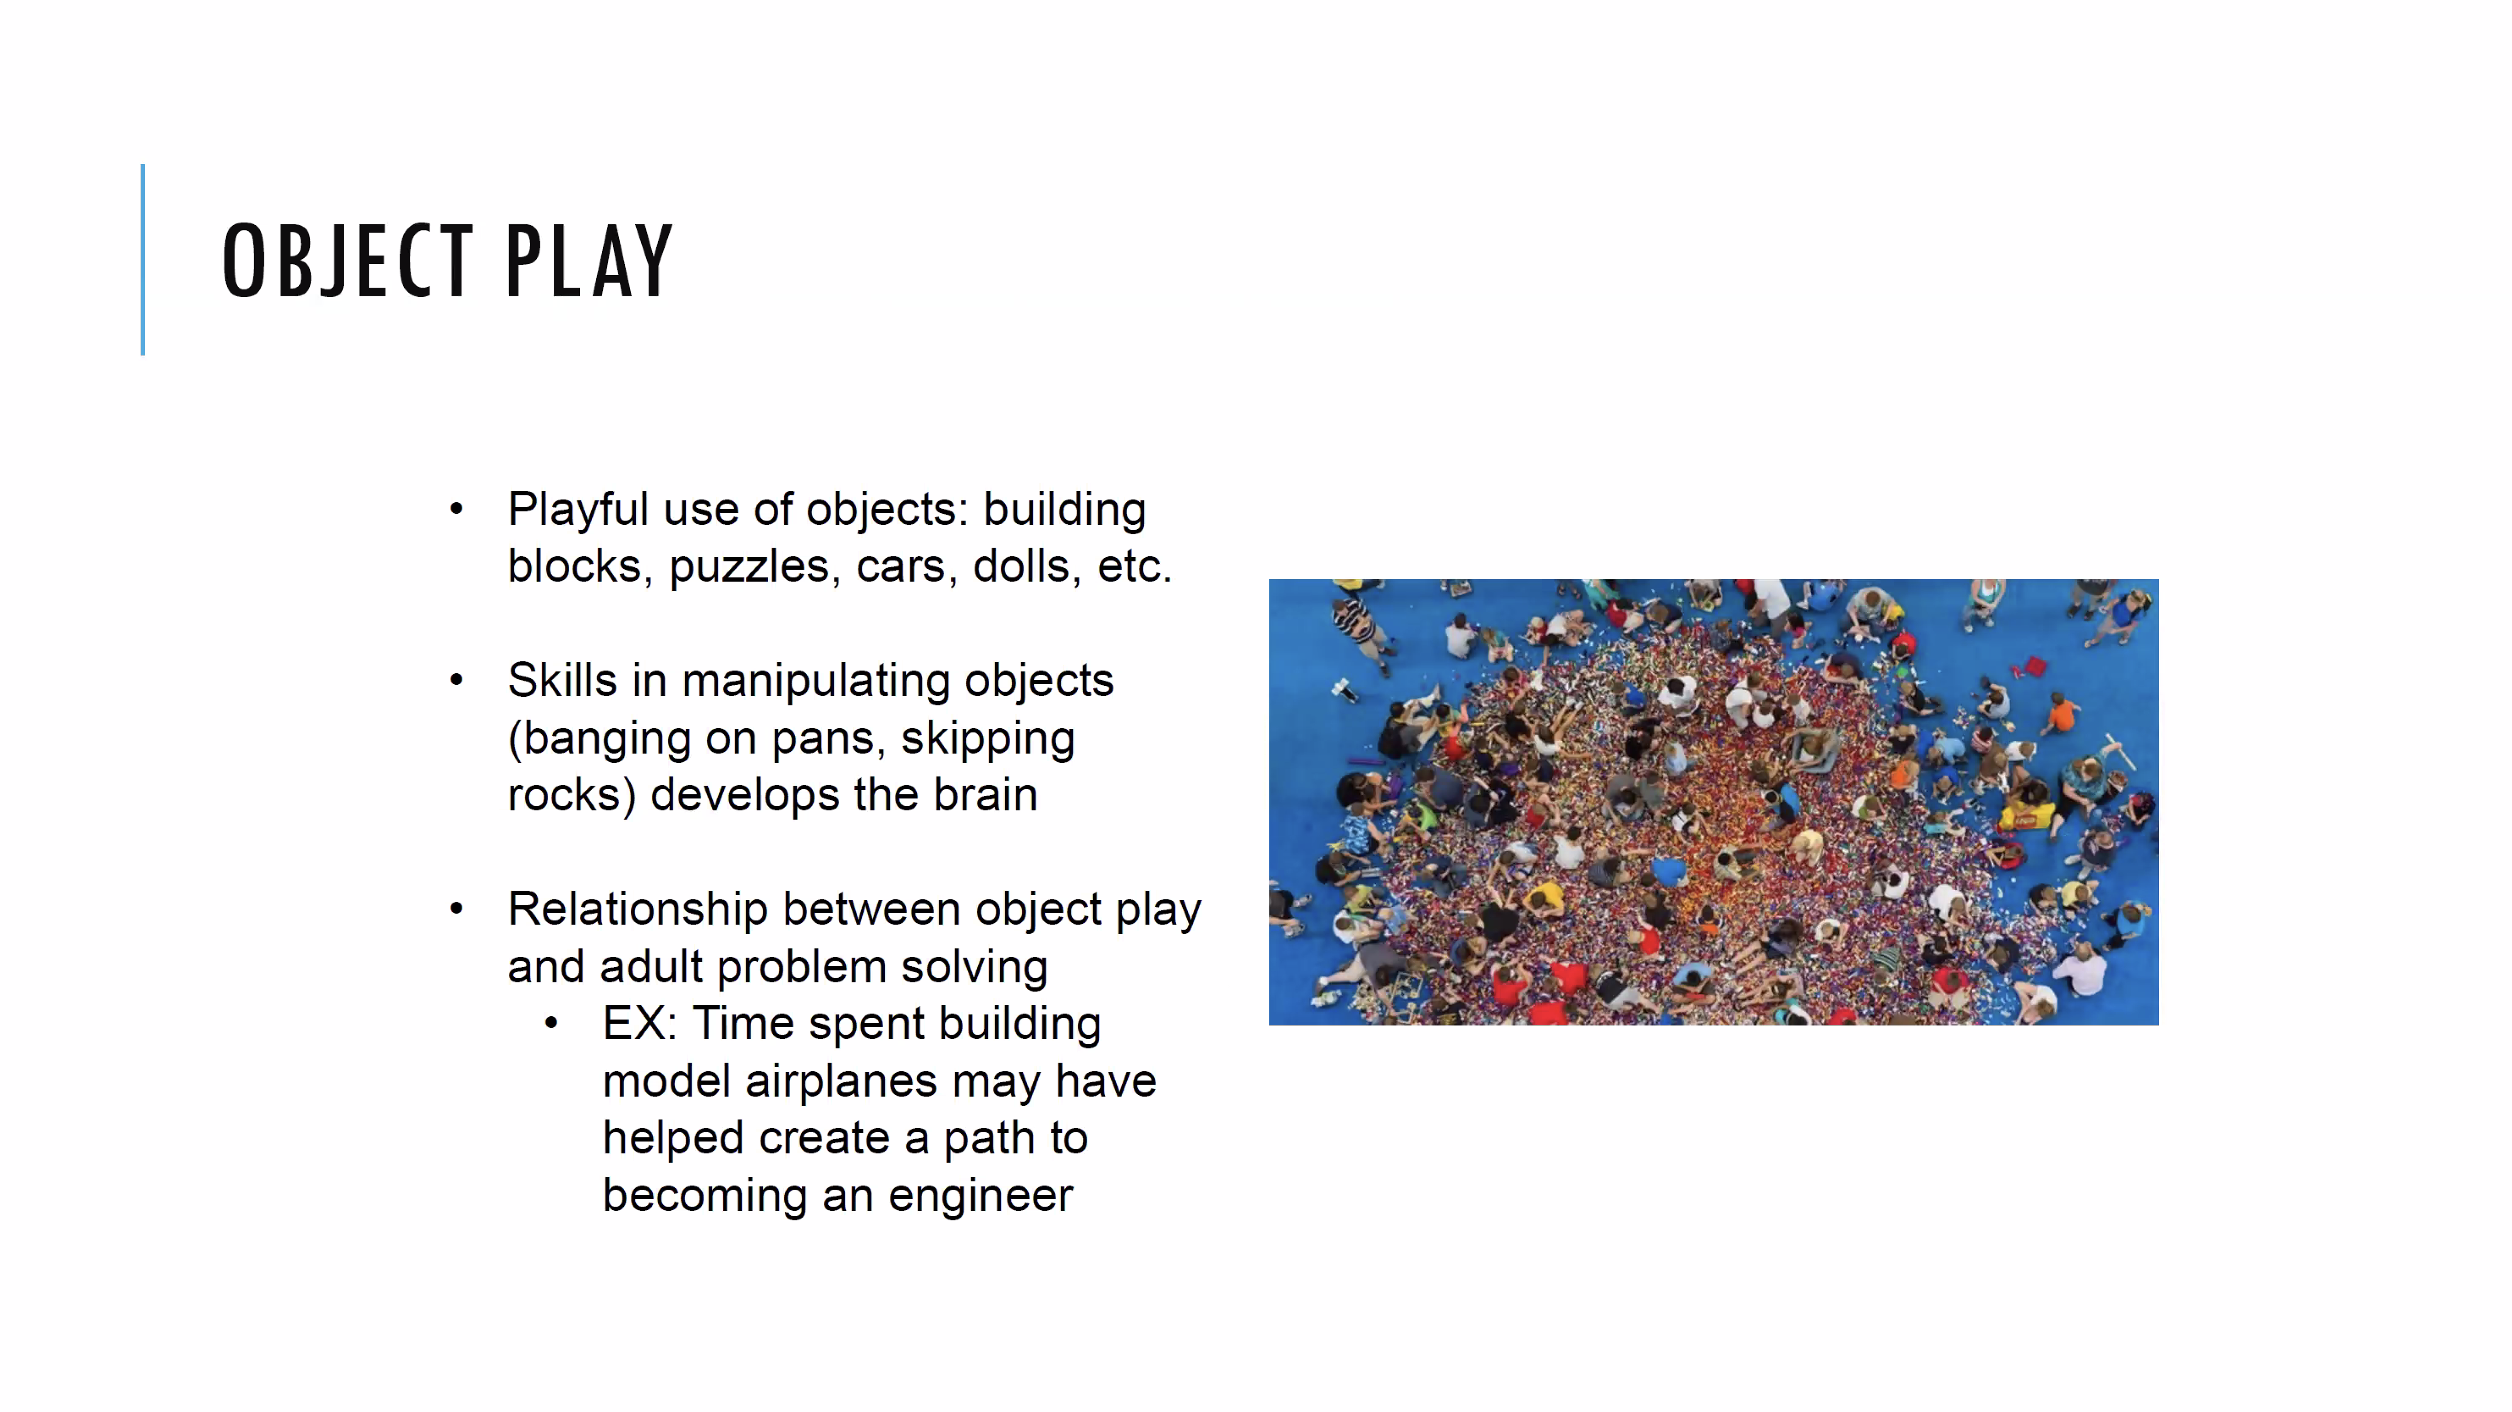 OBJECT PLAY
• Playful use of objects: building
blocks, puzzles, cars, dolls, etc.
• Skills in manipulating objects
(banging on pans, skipping
rocks) develops the brain
• Relationship between object play
and adult problem solving
• EX: Time spent building
model airplanes may have
helped create a path to
becoming an engineer